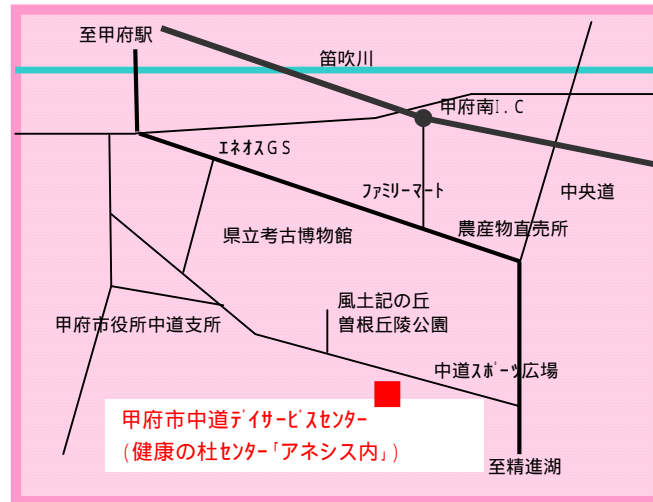 至甲府駅
笛吹川
甲府南I.C
エネオスGS
ファミリーマート
中央道
農産物直売所
県立考古博物館
風土記の丘
曽根丘陵公園
甲府市役所中道支所
中道スポーツ広場
甲府市中道デイサービスセンター
(健康の杜センター「アネシス内」)
至精進湖